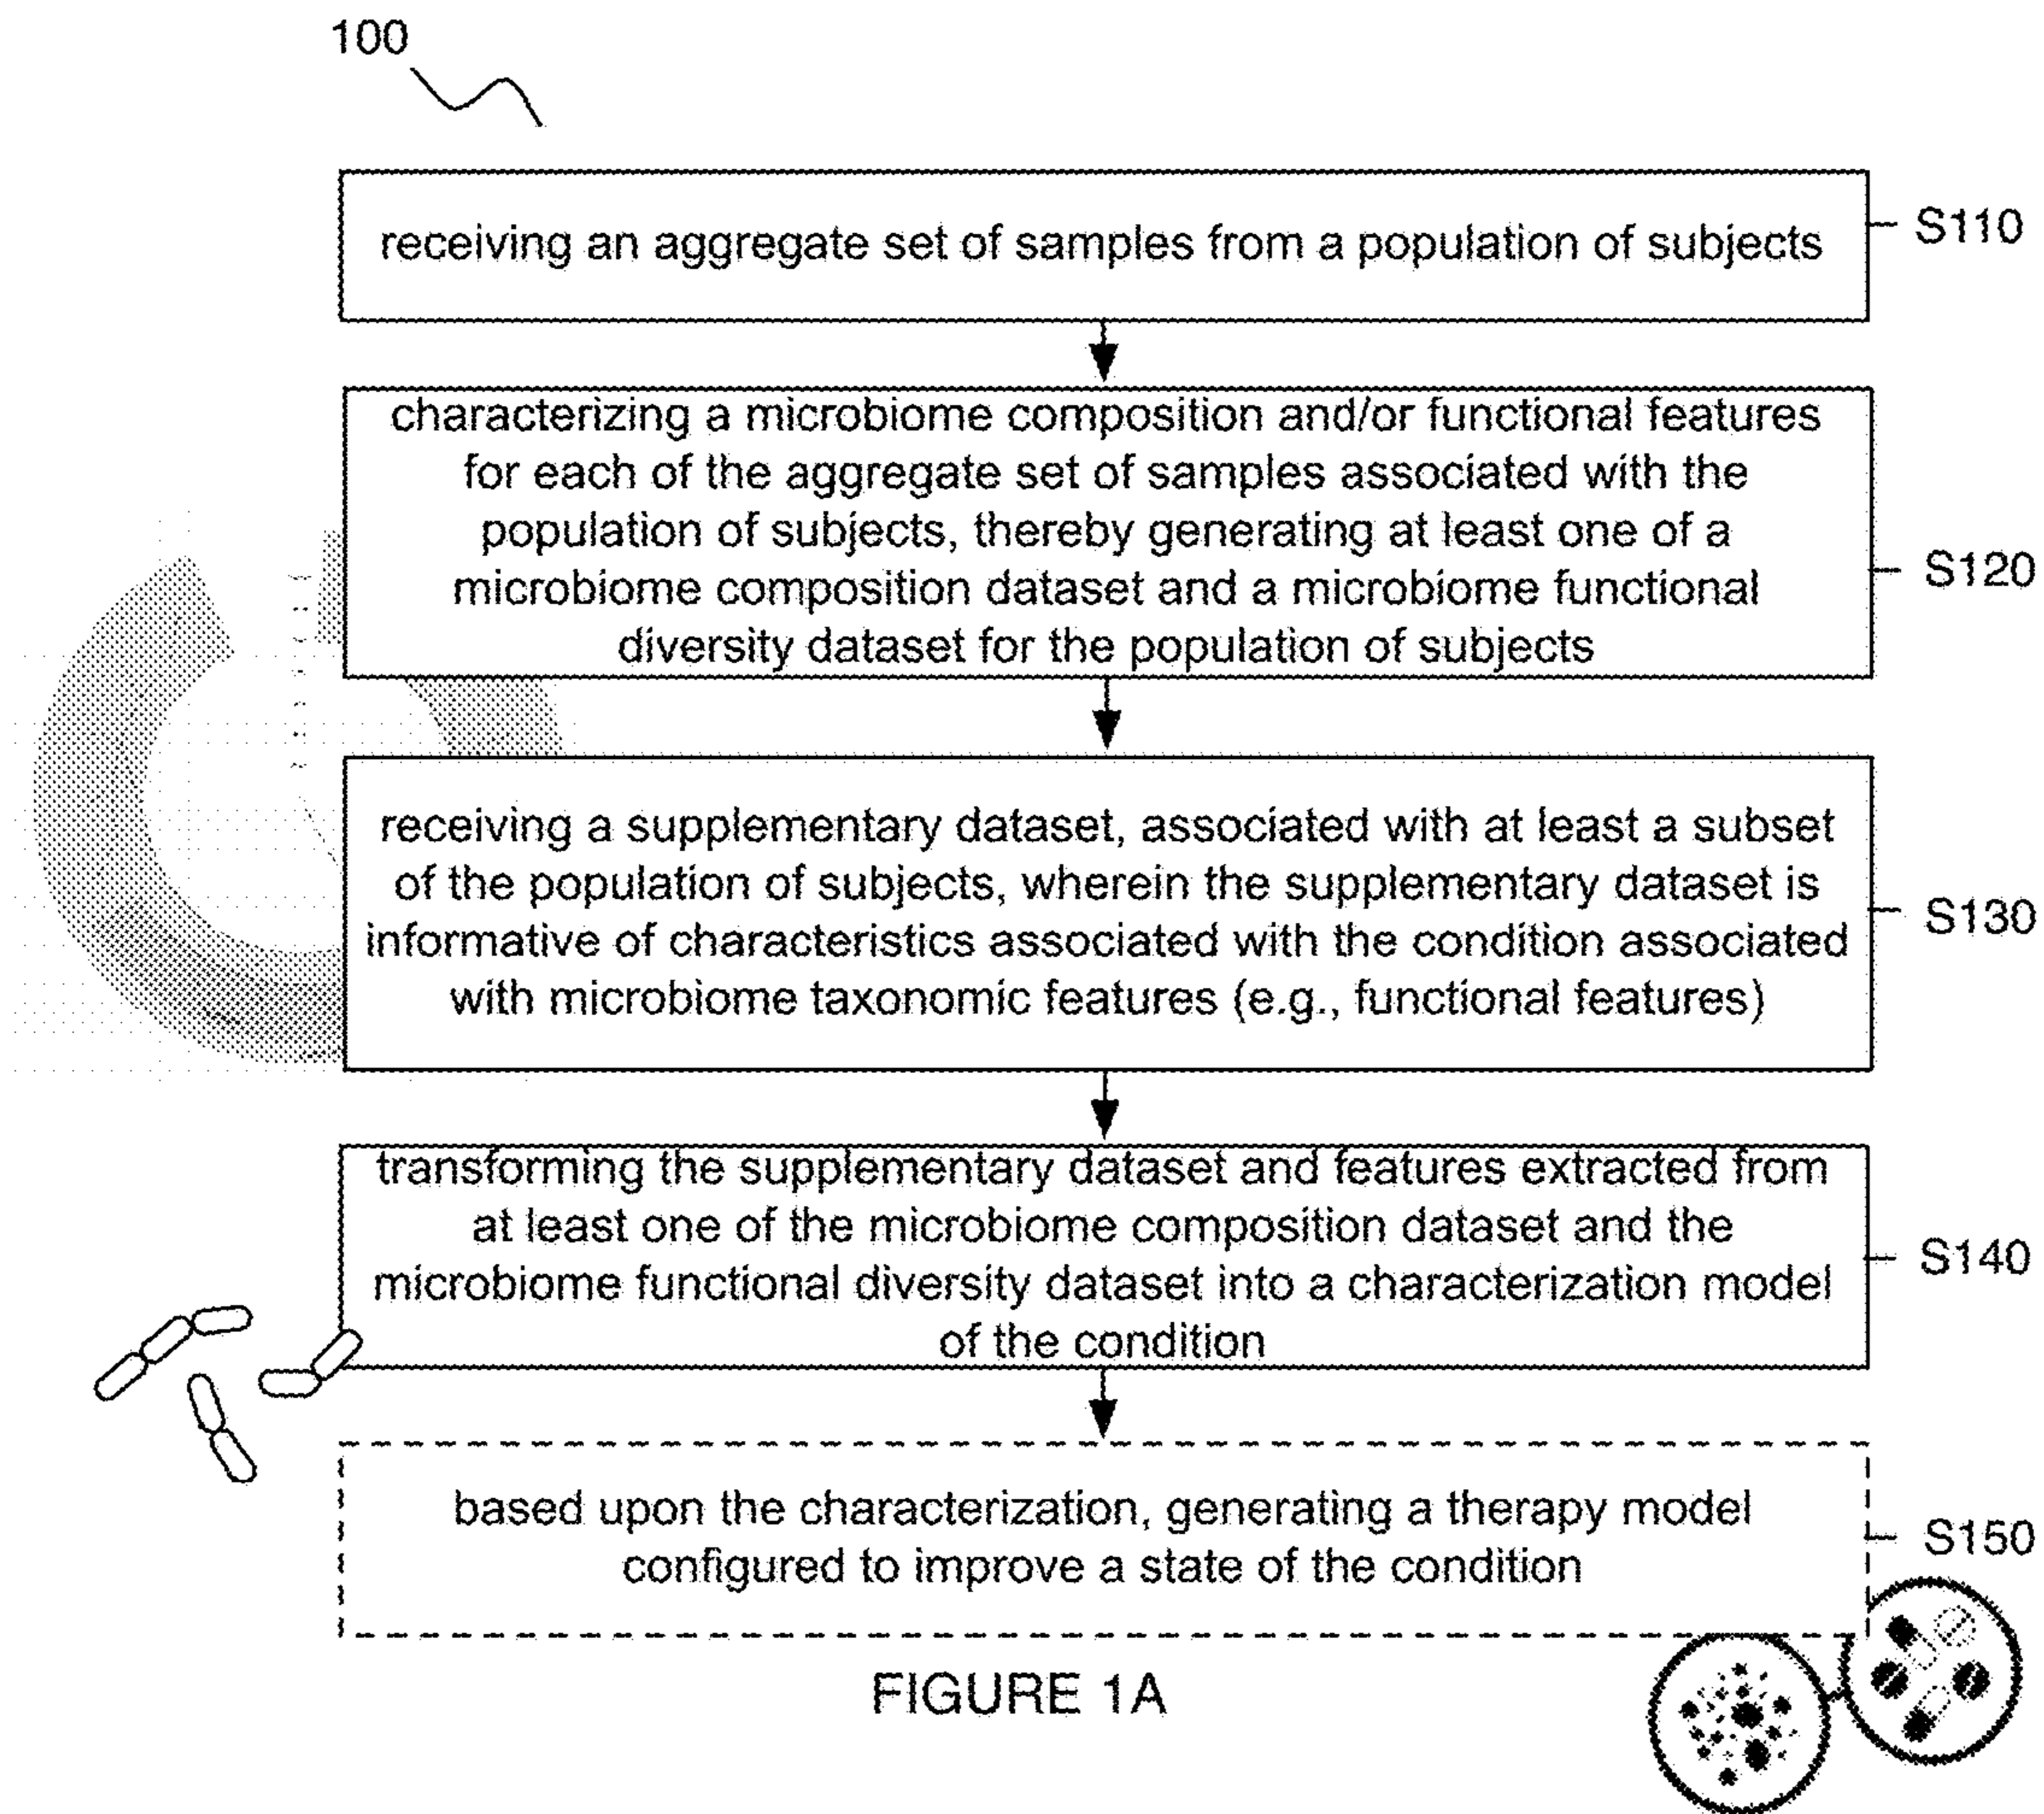 100
receiving an aggregate set of samples from a population of subjects
S110
characterizing a microbiome composition and/or functional features
for each of the aggregate set of samples associated with the
population of subjects, thereby generating at least one of a
microbiome composition dataset and a microbiome functional
diversity dataset for the population of subjects
S120
receiving a supplementary dataset, associated with at least a subset
of the population of subjects, wherein the supplementary dataset is
informative of characteristics associated with the condition associated
with microbiome taxonomic features (e.g., functional features)
S130
transforming the supplementary dataset and features extracted from
at least one of the microbiome composition dataset and the
microbiome functional diversity dataset into a characterization model
of the condition
S140
based upon the characterization, generating a therapy model
configured to improve a state of the condition
S150
FIGURE 1A